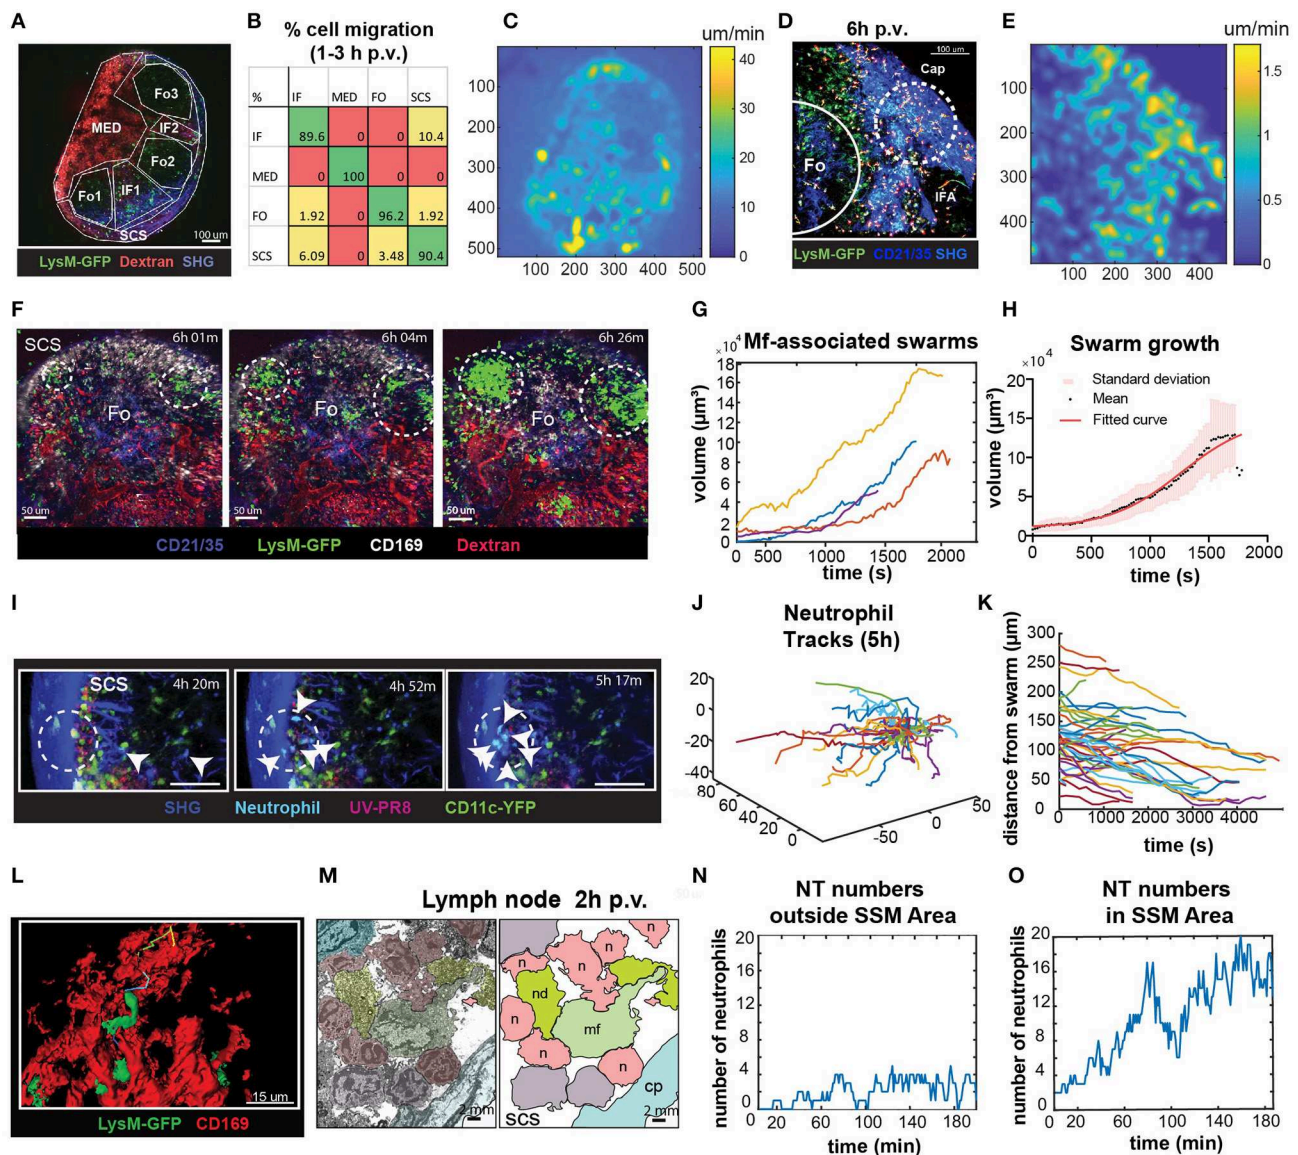 A
MED
Fo3
IF2
Fo2
Fo1
IF1
SCS
100 um
LysM-GFP Dextran SHG
B
% cell migration
(1-3 h p.v.)
% IF MED FO SCS
IF 89.6 0 0 10.4
MED 0 100 0 0
FO 1.92 0 96.2 1.92
SCS 6.09 0 3.48 90.4
C
um/min
40
30
20
10
0
100
200
300
400
500
100 200 300 400 500
D
6h p.v.
100 um
Cap
Fo
IFA
LysM-GFP CD21/35 SHG
E
um/min
1.5
1
0.5
0
100
200
300
400
100 200 300 400
F
SCS
6h 01m
Fo
50 um
6h 04m
Fo
50 um
6h 26m
Fo
50 um
CD21/35 LysM-GFP CD169 Dextran
G
Mf-associated swarms
×10⁴
18
16
14
12
10
8
6
4
2
0
volume (µm³)
0 500 1000 1500 2000
time (s)
H
Swarm growth
×10⁴
20
15
10
5
0
volume (µm³)
Standard deviation
Mean
Fitted curve
0 500 1000 1500 2000
time (s)
I
SCS
4h 20m
4h 52m
5h 17m
SHG Neutrophil UV-PR8 CD11c-YFP
J
Neutrophil
Tracks (5h)
20
0
-20
-40
80
60
40
20
0
-50
0
50
K
300
250
200
150
100
50
0
distance from swarm (µm)
0 1000 2000 3000 4000
time (s)
L
15 um
LysM-GFP CD169
M
Lymph node 2h p.v.
2 mm
n
n
n
n
nd
n
mf
n
n
cp
SCS
2 mm
N
NT numbers
outside SSM Area
20
16
12
8
4
0
number of neutrophils
20 60 100 140 180
time (min)
O
NT numbers
in SSM Area
20
16
12
8
4
0
number of neutrophils
20 60 100 140 180
time (min)